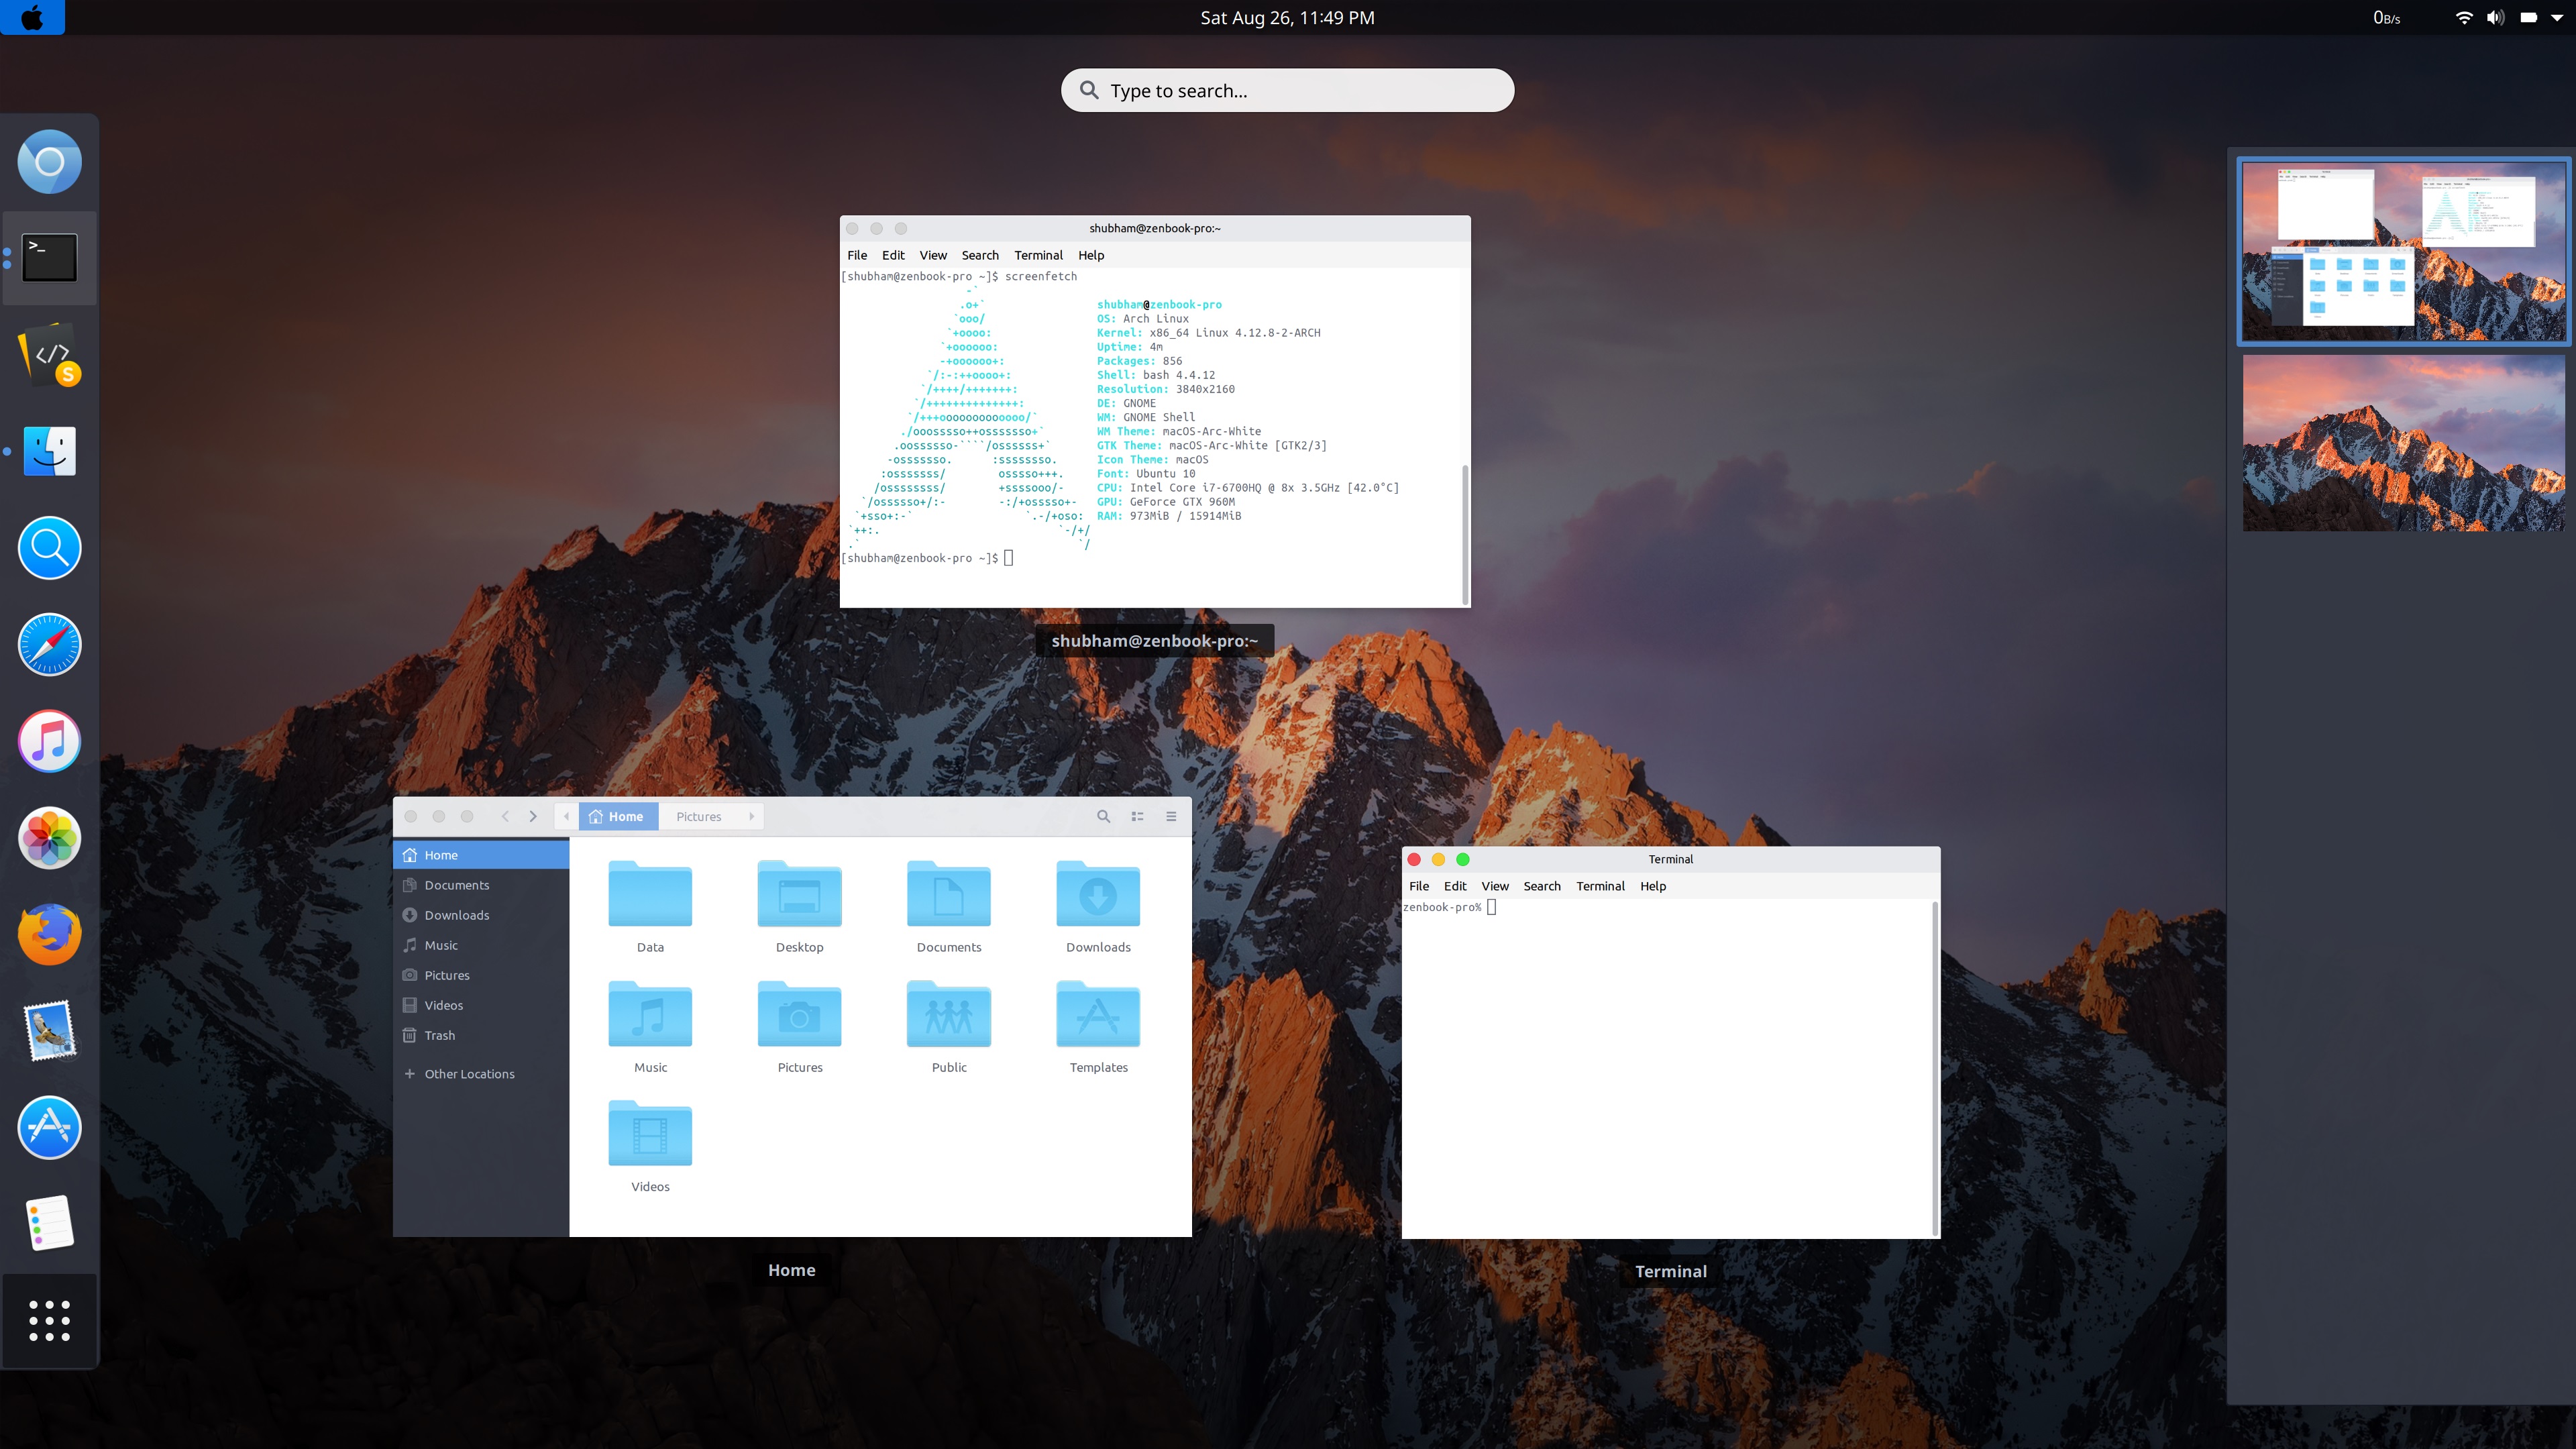 Sat Aug 26, 11:49 PM
0B/s
Type to search...
shubham@zenbook-pro:~
File Edit View Search Terminal Help
[shubham@zenbook-pro ~]$ screenfetch
shubham@zenbook-pro
OS: Arch Linux
Kernel: x86_64 Linux 4.12.8-2-ARCH
Uptime: 4m
Packages: 856
Shell: bash 4.4.12
Resolution: 3840x2160
DE: GNOME
WM: GNOME Shell
WM Theme: macOS-Arc-White
GTK Theme: macOS-Arc-White [GTK2/3]
Icon Theme: macOS
Font: Ubuntu 10
CPU: Intel Core i7-6700HQ @ 8x 3.5GHz [42.0°C]
GPU: GeForce GTX 960M
RAM: 973MiB / 15914MiB
[shubham@zenbook-pro ~]$
shubham@zenbook-pro:~
Home Pictures
Home
Documents
Downloads
Music
Pictures
Videos
Trash
Other Locations
Data Desktop Documents Downloads
Music Pictures Public Templates
Videos
Home
Terminal
File Edit View Search Terminal Help
zenbook-pro%
Terminal